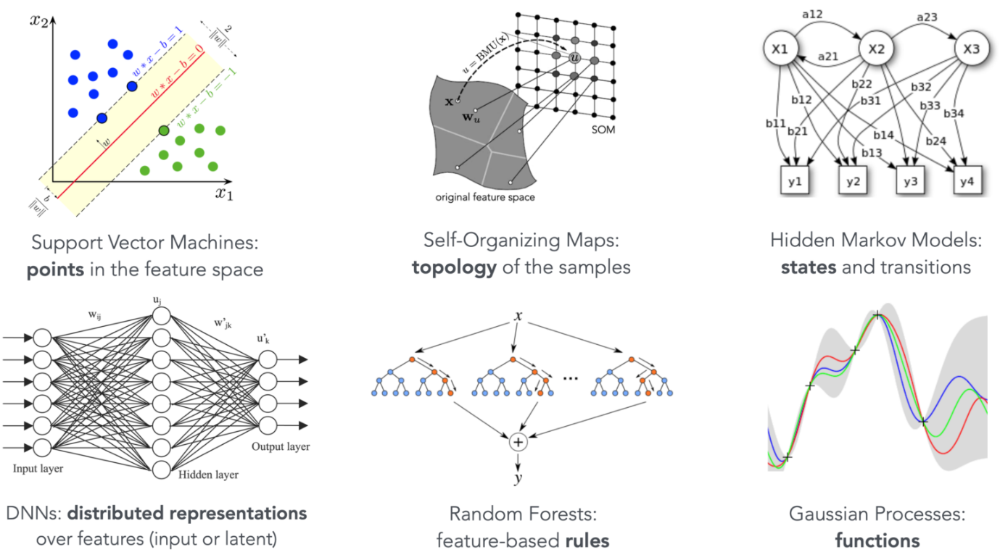 x₂
w * x − b = 1
w * x − b = 0
w * x − b = −1
2
‖w‖
w
b
‖w‖
x₁
Support Vector Machines:
points in the feature space
u = BMU(x)
u
x
wᵤ
SOM
original feature space
Self-Organizing Maps:
topology of the samples
a12
a23
X1
X2
X3
a21
b11
b12
b21
b22
b31
b32
b33
b34
b14
b13
b24
y1
y2
y3
y4
Hidden Markov Models:
states and transitions
uⱼ
wᵢⱼ
w'ⱼₖ
u'ₖ
Input layer
Hidden layer
Output layer
DNNs: distributed representations
over features (input or latent)
x
...
+
y
Random Forests:
feature-based rules
Gaussian Processes:
functions